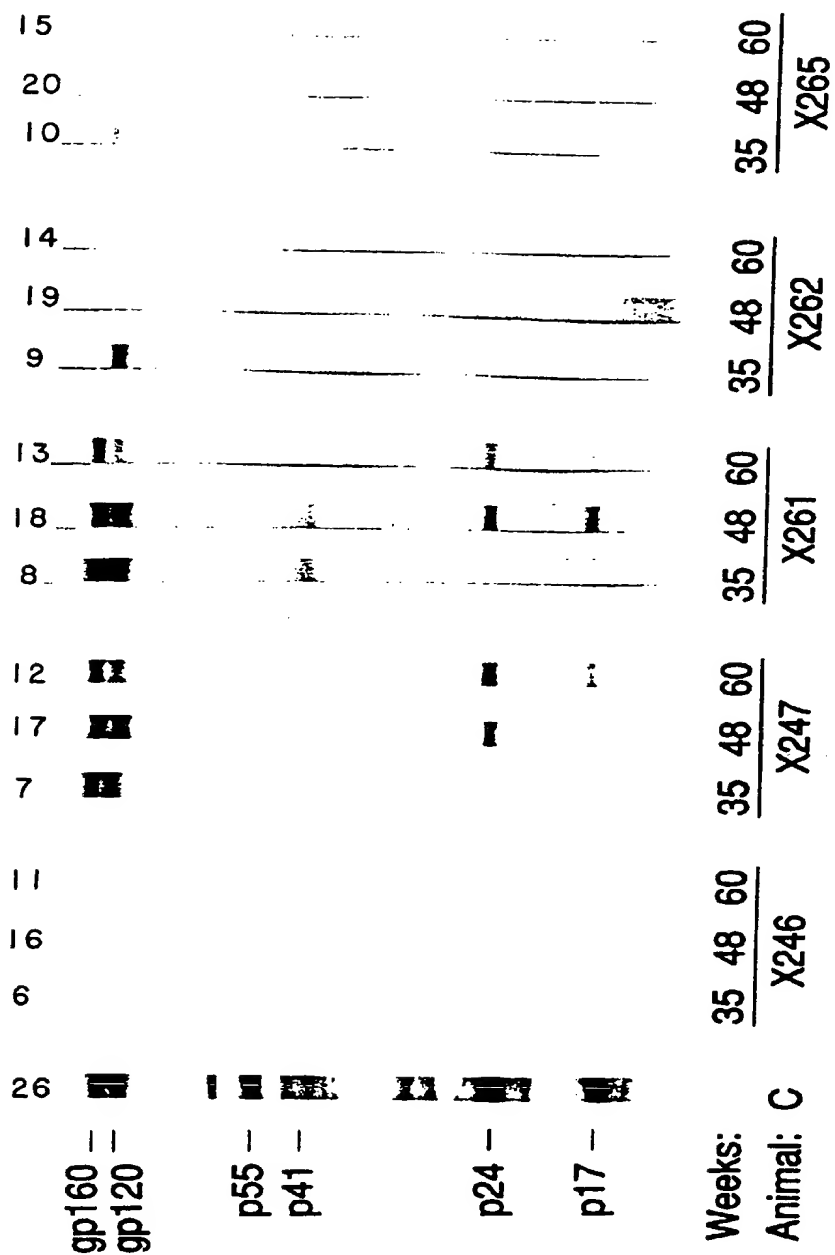 26 6 16 11 7 17 12 8 18 13 9 19 14 10 20 15
gp160 –
gp120 –
p55 –
p41 –
p24 –
p17 –
Weeks: 35 48 60 35 48 60 35 48 60 35 48 60 35 48 60
Animal: C X246 X247 X261 X262 X265